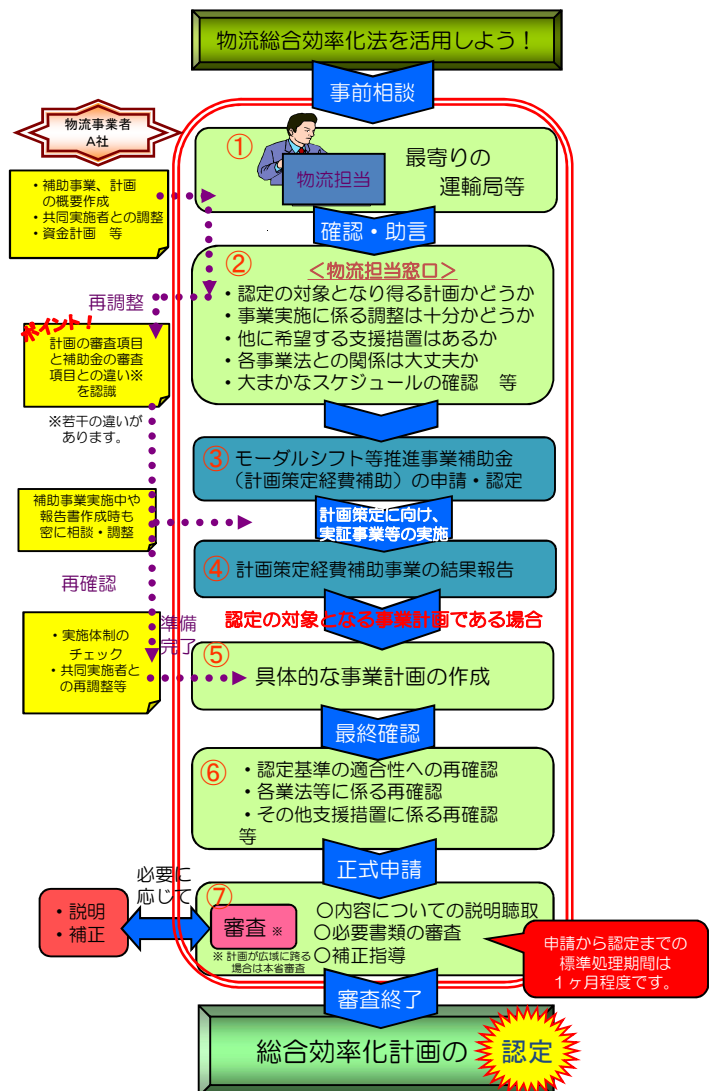 物流総合効率化法を活用しよう！
事前相談
物流事業者
A社
①
物流担当
最寄りの
運輸局等
・補助事業、計画
の概要作成
・共同実施者との調整
・資金計画　等
確認・助言
②
＜物流担当窓口＞
・認定の対象となり得る計画かどうか
・事業実施に係る調整は十分かどうか
・他に希望する支援措置はあるか
・各事業法との関係は大丈夫か
・大まかなスケジュールの確認　等
再調整
ポイント！
計画の審査項目
と補助金の審査
項目との違い※
を認識
※若干の違いが
あります。
③
モーダルシフト等推進事業補助金
（計画策定経費補助）の申請・認定
補助事業実施中や
報告書作成時も
密に相談・調整
計画策定に向け、
実証事業等の実施
④
計画策定経費補助事業の結果報告
再確認
認定の対象となる事業計画である場合
準備
完了
・実施体制の
チェック
・共同実施者と
の再調整等
⑤
具体的な事業計画の作成
最終確認
⑥
・認定基準の適合性への再確認
・各業法等に係る再確認
・その他支援措置に係る再確認
等
正式申請
必要に
応じて
・説明
・補正
⑦
審査※
※計画が広域に跨る
場合は本省審査
○内容についての説明聴取
○必要書類の審査
○補正指導
申請から認定までの
標準処理期間は
１ヶ月程度です。
審査終了
総合効率化計画の
認定